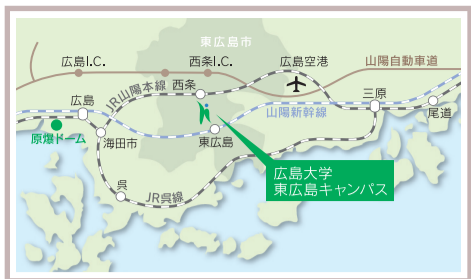 東広島市
広島I.C.
西条I.C.
広島空港
山陽自動車道
JR山陽本線
西条
広島
三原
山陽新幹線
尾道
原爆ドーム
海田市
東広島
広島大学
東広島キャンパス
呉
JR呉線